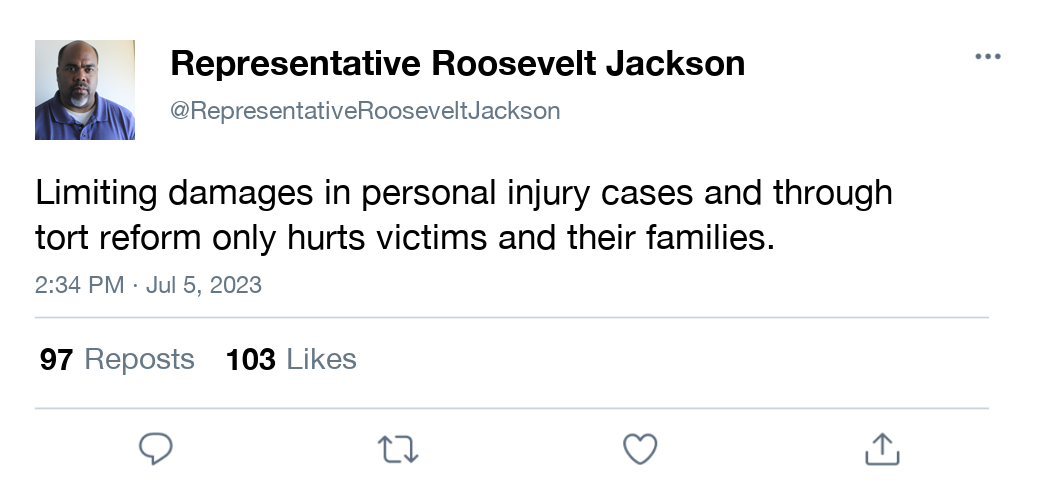 Representative Roosevelt Jackson
@RepresentativeRooseveltJackson
Limiting damages in personal injury cases and through
tort reform only hurts victims and their families.
2:34 PM · Jul 5, 2023
97 Reposts 103 Likes